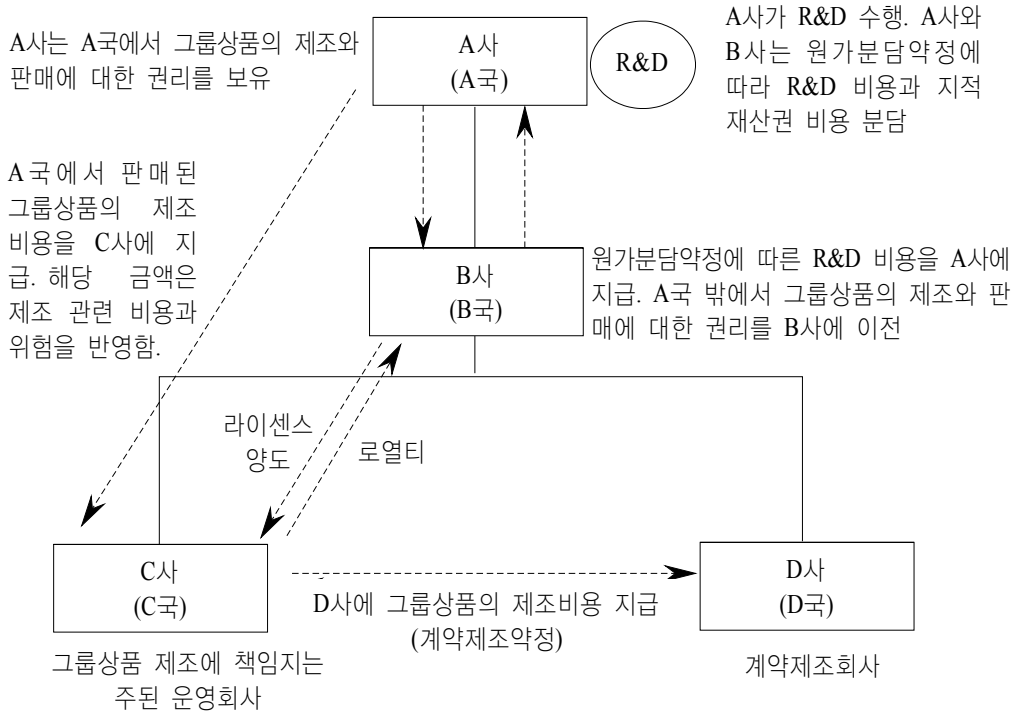 A사는 A국에서 그룹상품의 제조와
판매에 대한 권리를 보유
A사
(A국)
R&D
A사가 R&D 수행. A사와
B사는 원가분담약정에
따라 R&D 비용과 지적
재산권 비용 분담
A국에서 판매된
그룹상품의 제조
비용을 C사에 지
급. 해당 금액은
제조 관련 비용과
위험을 반영함.
B사
(B국)
원가분담약정에 따른 R&D 비용을 A사에
지급. A국 밖에서 그룹상품의 제조와 판
매에 대한 권리를 B사에 이전
라이센스
양도
로열티
C사
(C국)
D사에 그룹상품의 제조비용 지급
(계약제조약정)
D사
(D국)
그룹상품 제조에 책임지는
주된 운영회사
계약제조회사